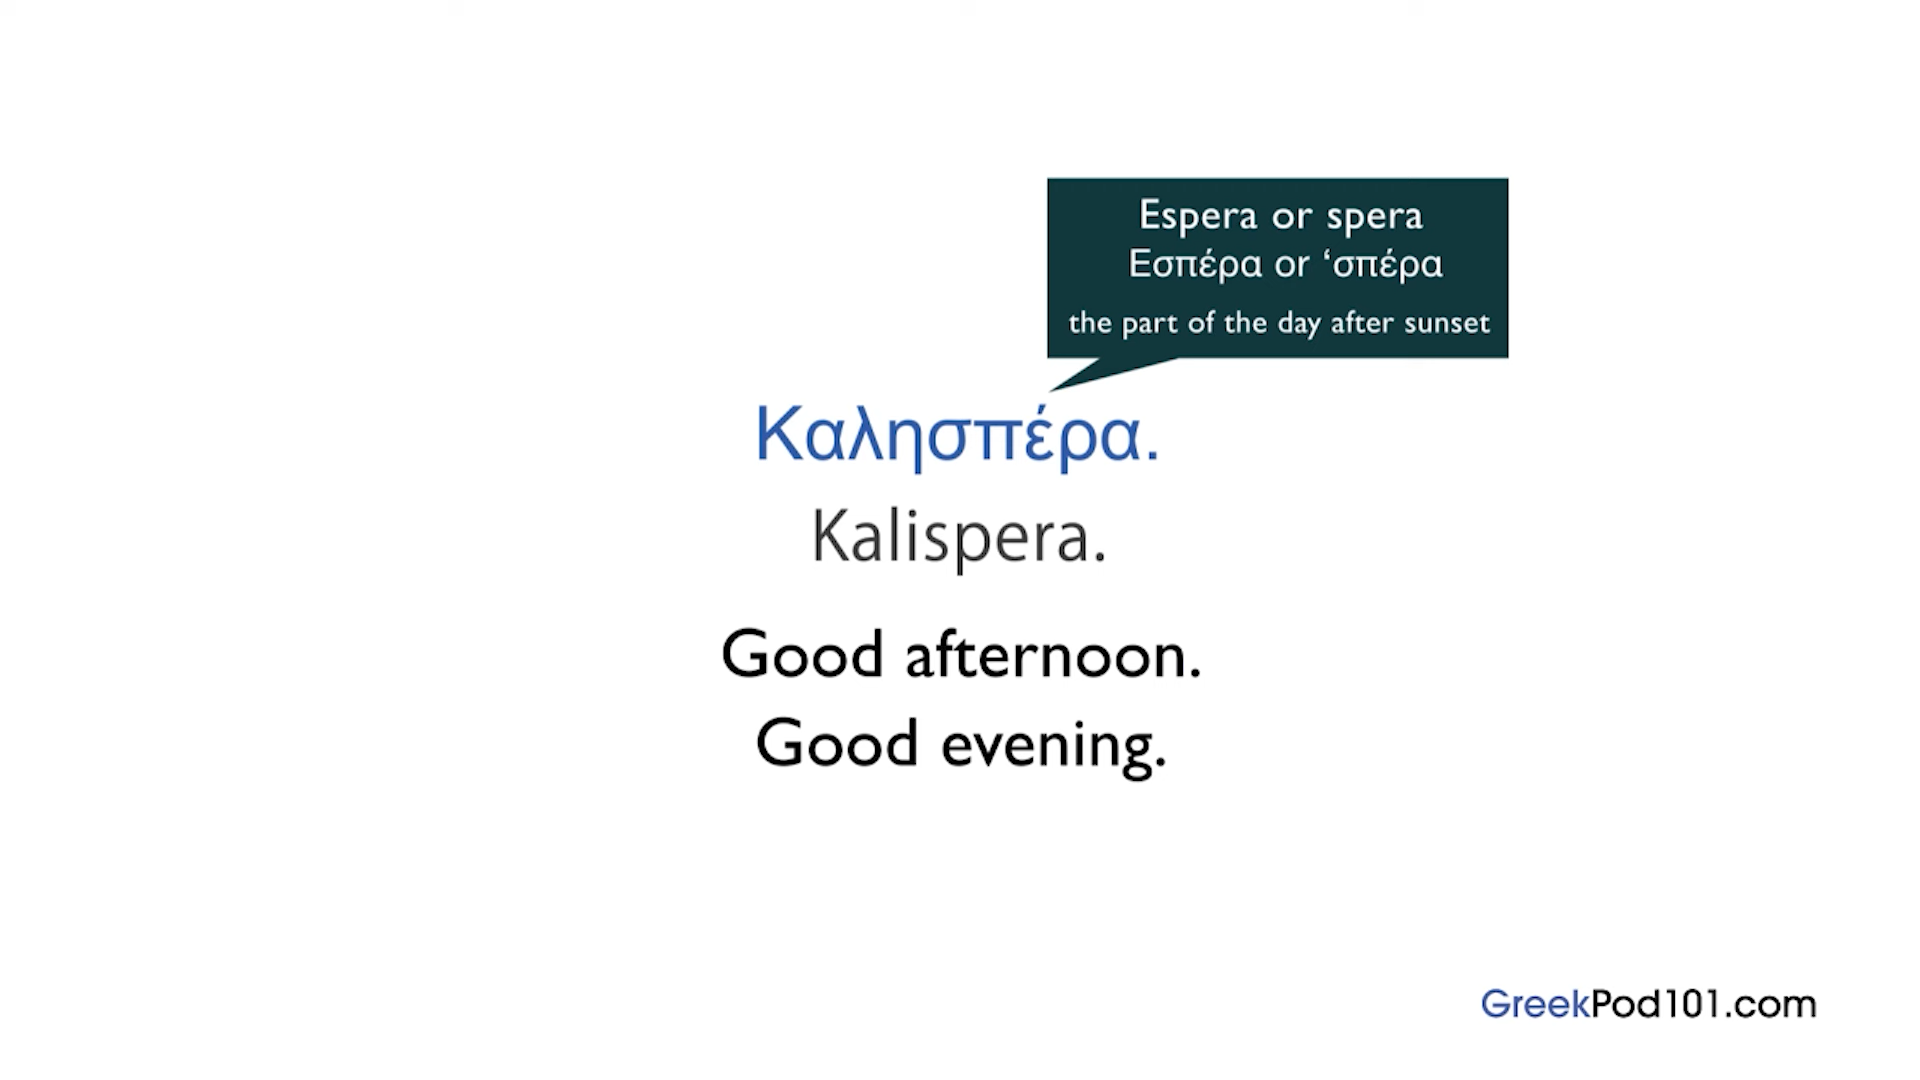 Espera or spera
Εσπέρα or ‘σπέρα
the part of the day after sunset
Καλησπέρα.
Kalispera.
Good afternoon.
Good evening.
GreekPod101.com